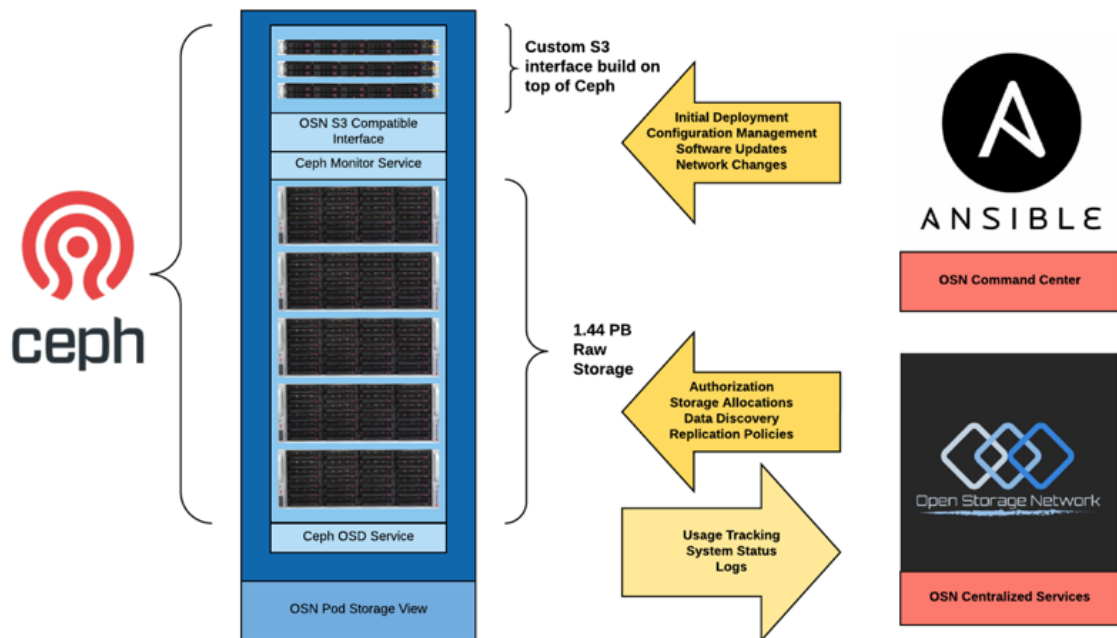 Custom S3
interface build on
top of Ceph
OSN S3 Compatible
Interface
Ceph Monitor Service
ceph
1.44 PB
Raw
Storage
Ceph OSD Service
OSN Pod Storage View
Initial Deployment
Configuration Management
Software Updates
Network Changes
ANSIBLE
OSN Command Center
Authorization
Storage Allocations
Data Discovery
Replication Policies
Usage Tracking
System Status
Logs
Open Storage Network
OSN Centralized Services